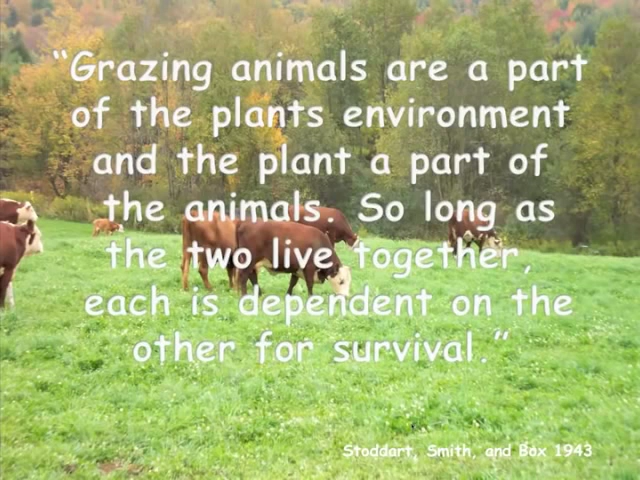 “Grazing animals are a part
of the plants environment
and the plant a part of
the animals. So long as
the two live together,
each is dependent on the
other for survival.”
Stoddart, Smith, and Box 1943